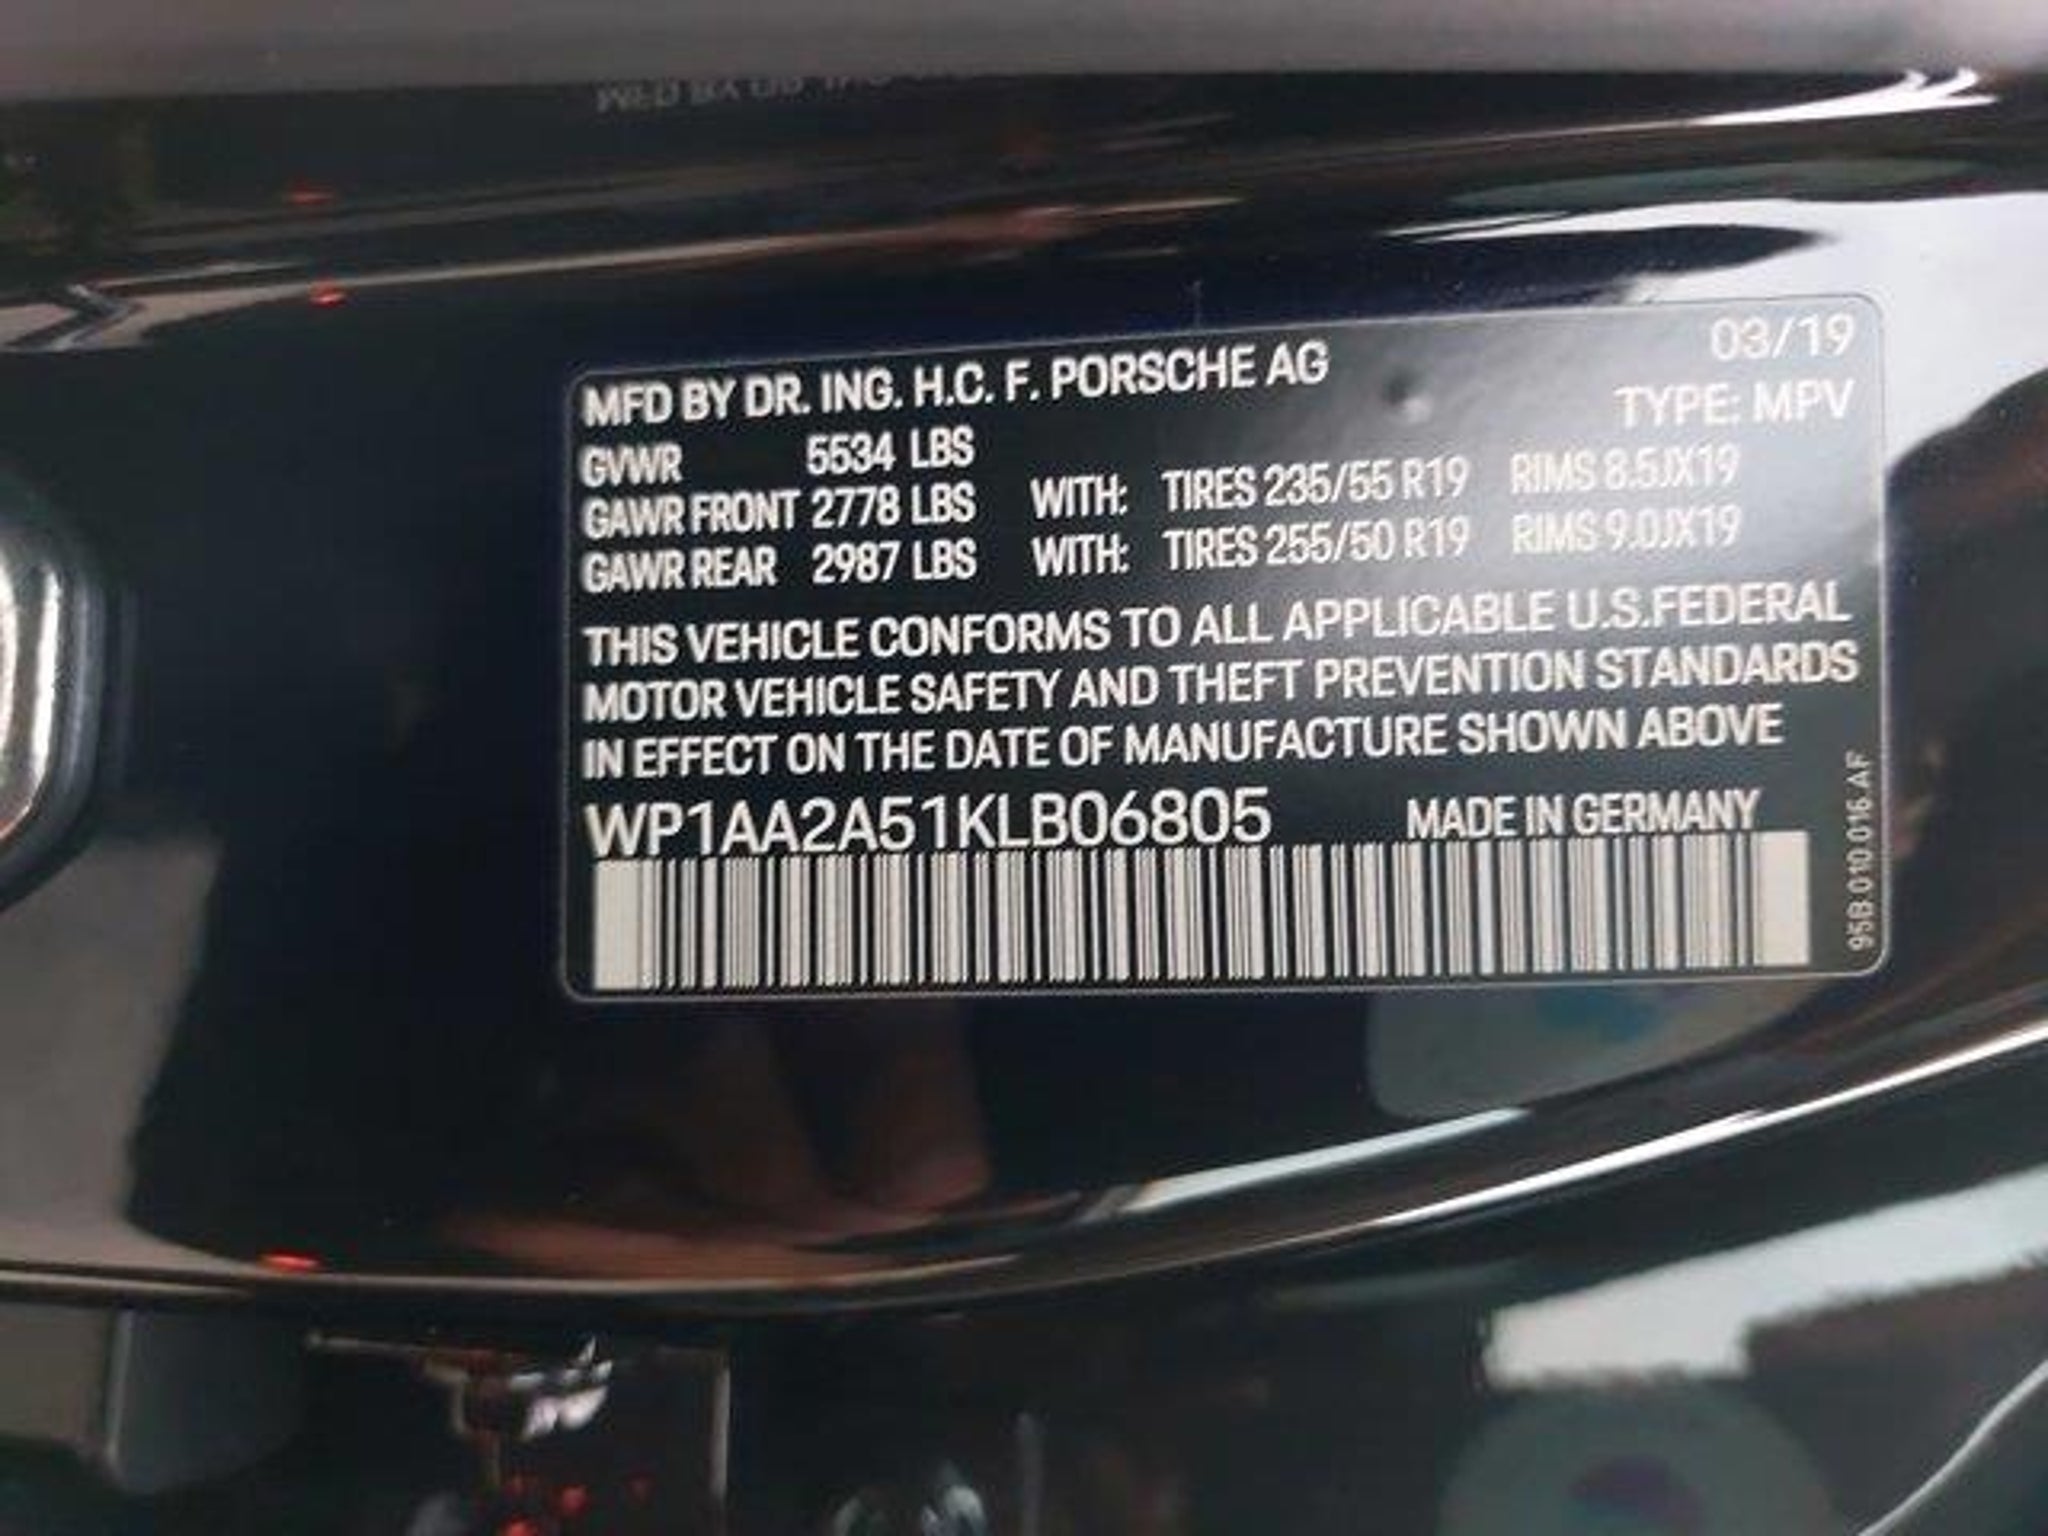 MFD BY DR. ING. H.C. F. PORSCHE AG 03/19
TYPE: MPV
GVWR 5534 LBS
GAWR FRONT 2778 LBS WITH: TIRES 235/55 R19 RIMS 8.5JX19
GAWR REAR 2987 LBS WITH: TIRES 255/50 R19 RIMS 9.0JX19
THIS VEHICLE CONFORMS TO ALL APPLICABLE U.S.FEDERAL
MOTOR VEHICLE SAFETY AND THEFT PREVENTION STANDARDS
IN EFFECT ON THE DATE OF MANUFACTURE SHOWN ABOVE
WP1AA2A51KLB06805 MADE IN GERMANY
95B.010.016.AF